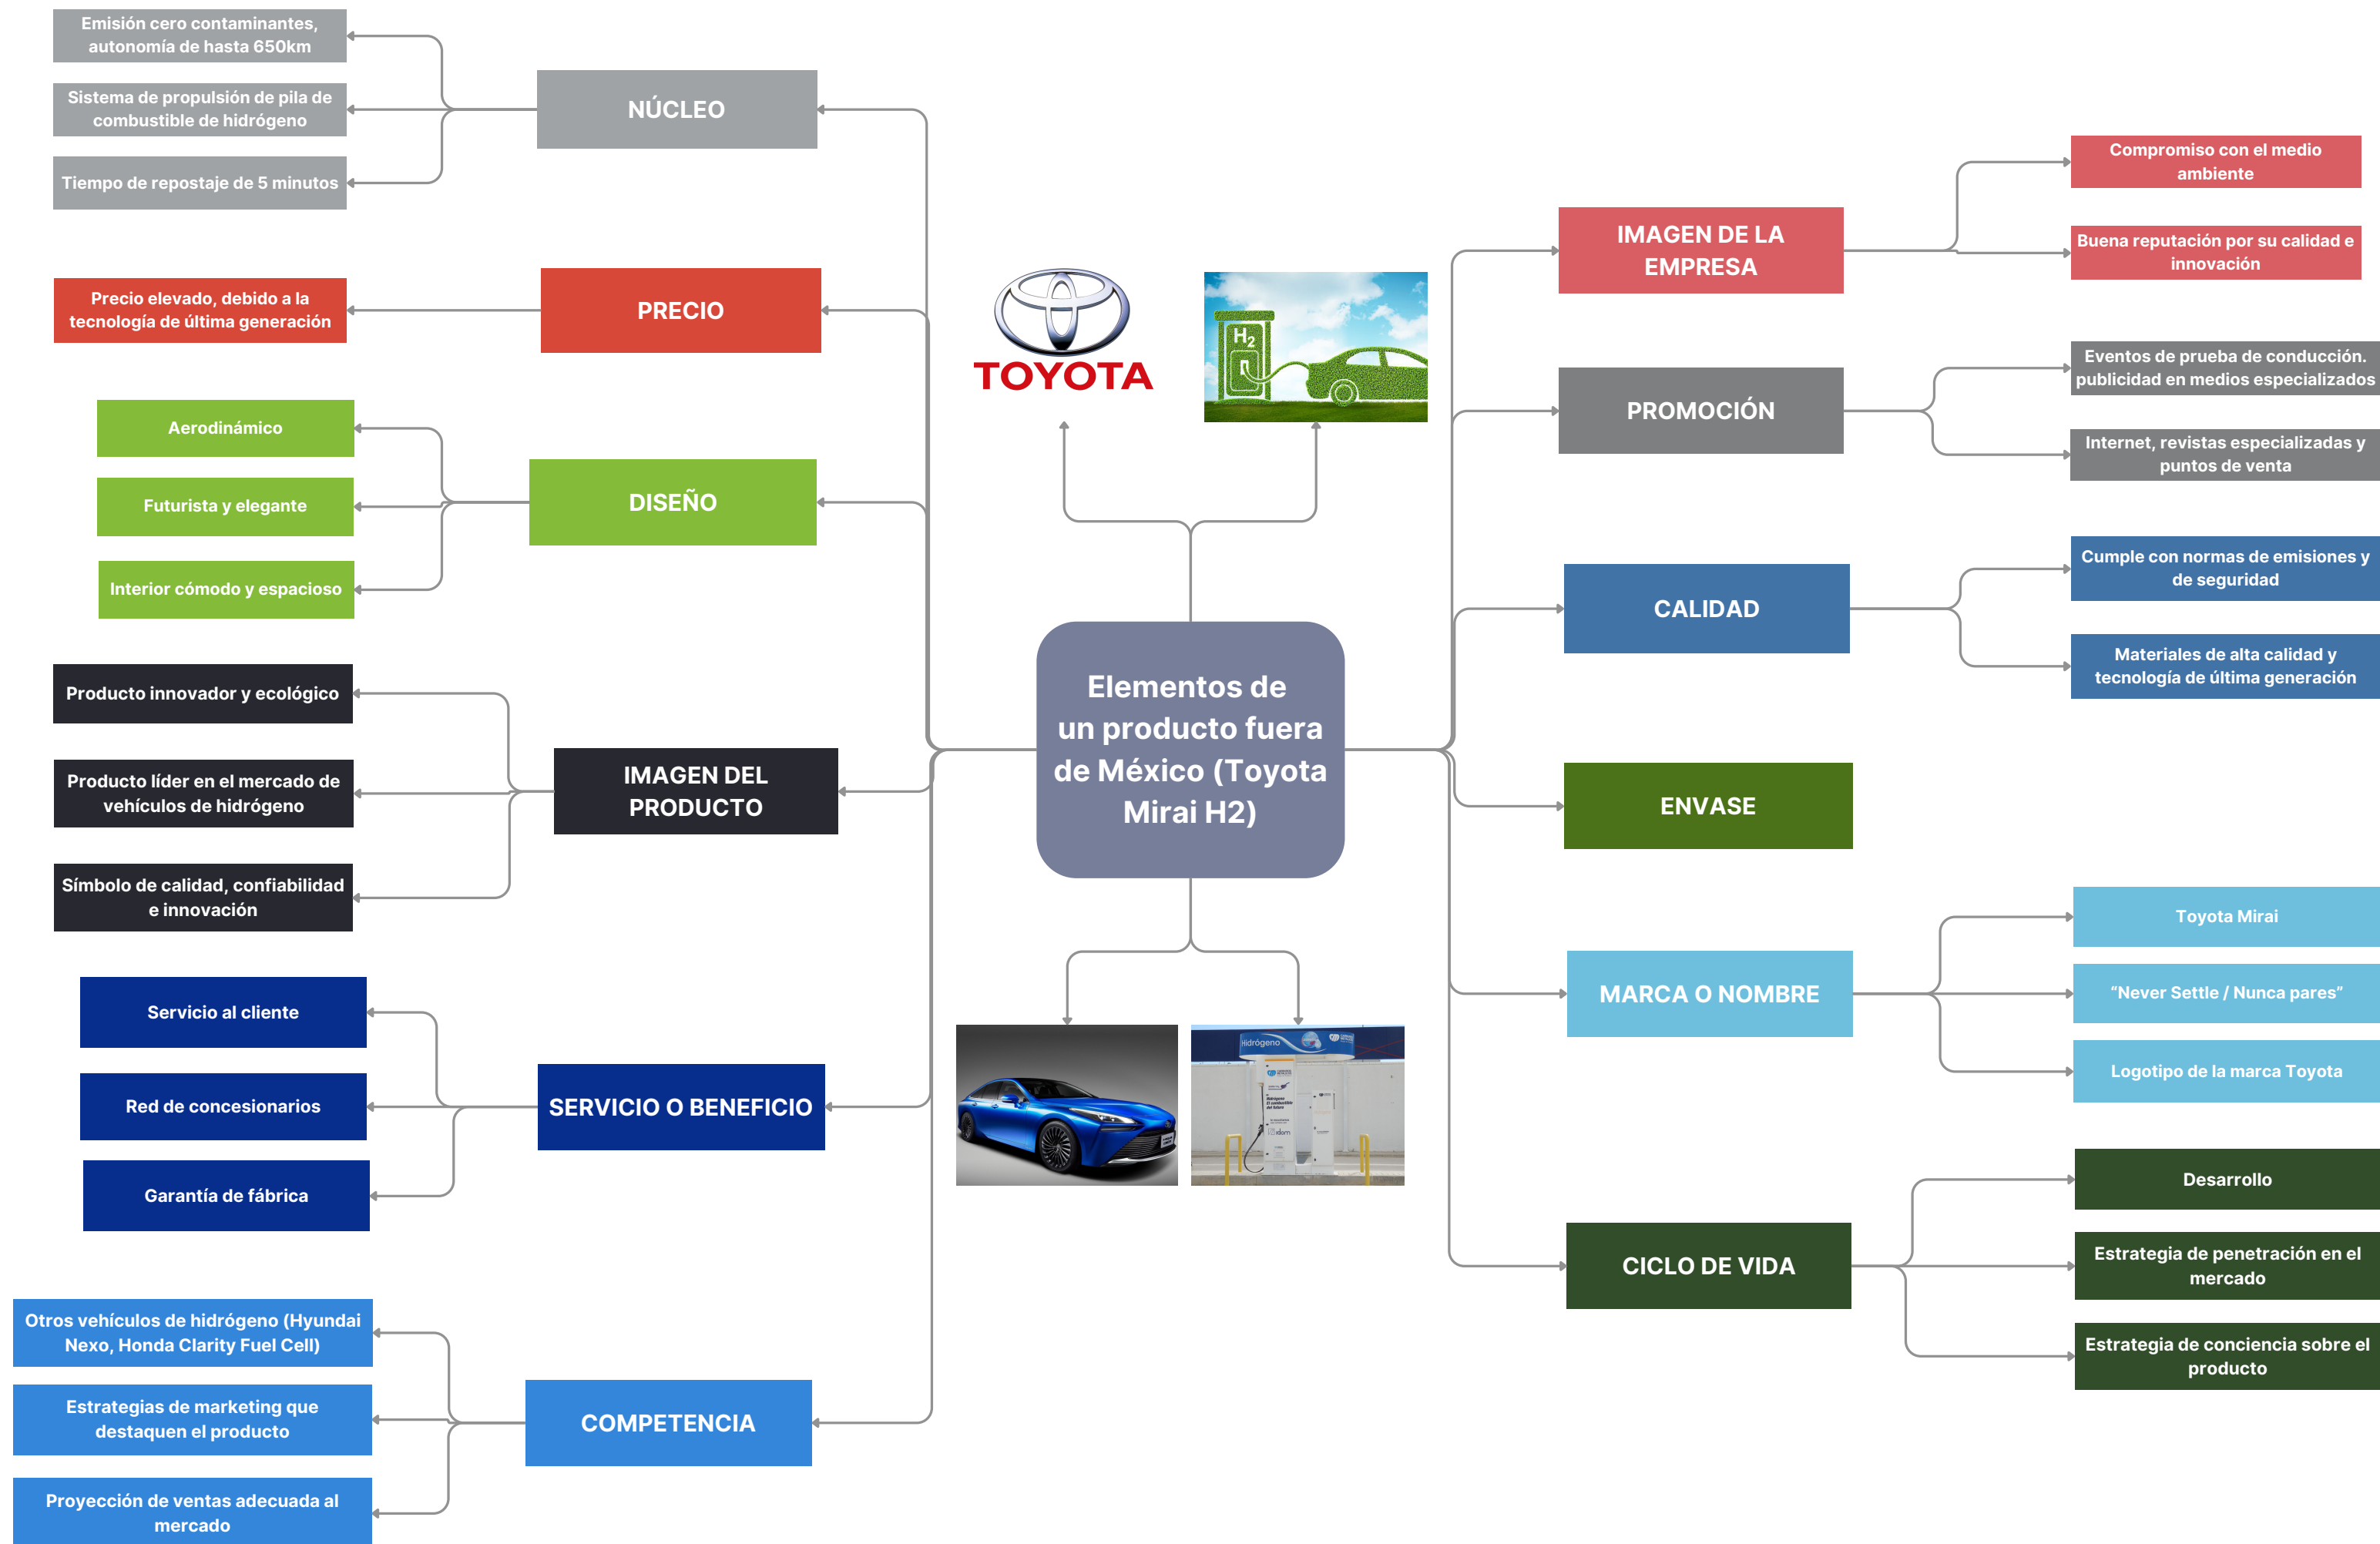 Emisión cero contaminantes,
autonomía de hasta 650km
Sistema de propulsión de pila de
combustible de hidrógeno
Tiempo de repostaje de 5 minutos
NÚCLEO
Precio elevado, debido a la
tecnología de última generación
PRECIO
Aerodinámico
Futurista y elegante
Interior cómodo y espacioso
DISEÑO
Producto innovador y ecológico
Producto líder en el mercado de
vehículos de hidrógeno
Símbolo de calidad, confiabilidad
e innovación
IMAGEN DEL
PRODUCTO
Servicio al cliente
Red de concesionarios
Garantía de fábrica
SERVICIO O BENEFICIO
Otros vehículos de hidrógeno (Hyundai
Nexo, Honda Clarity Fuel Cell)
Estrategias de marketing que
destaquen el producto
Proyección de ventas adecuada al
mercado
COMPETENCIA
TOYOTA
H2
Elementos de
un producto fuera
de México (Toyota
Mirai H2)
Hidrógeno
IMAGEN DE LA
EMPRESA
Compromiso con el medio
ambiente
Buena reputación por su calidad e
innovación
PROMOCIÓN
Eventos de prueba de conducción.
publicidad en medios especializados
Internet, revistas especializadas y
puntos de venta
CALIDAD
Cumple con normas de emisiones y
de seguridad
Materiales de alta calidad y
tecnología de última generación
ENVASE
MARCA O NOMBRE
Toyota Mirai
“Never Settle / Nunca pares”
Logotipo de la marca Toyota
CICLO DE VIDA
Desarrollo
Estrategia de penetración en el
mercado
Estrategia de conciencia sobre el
producto